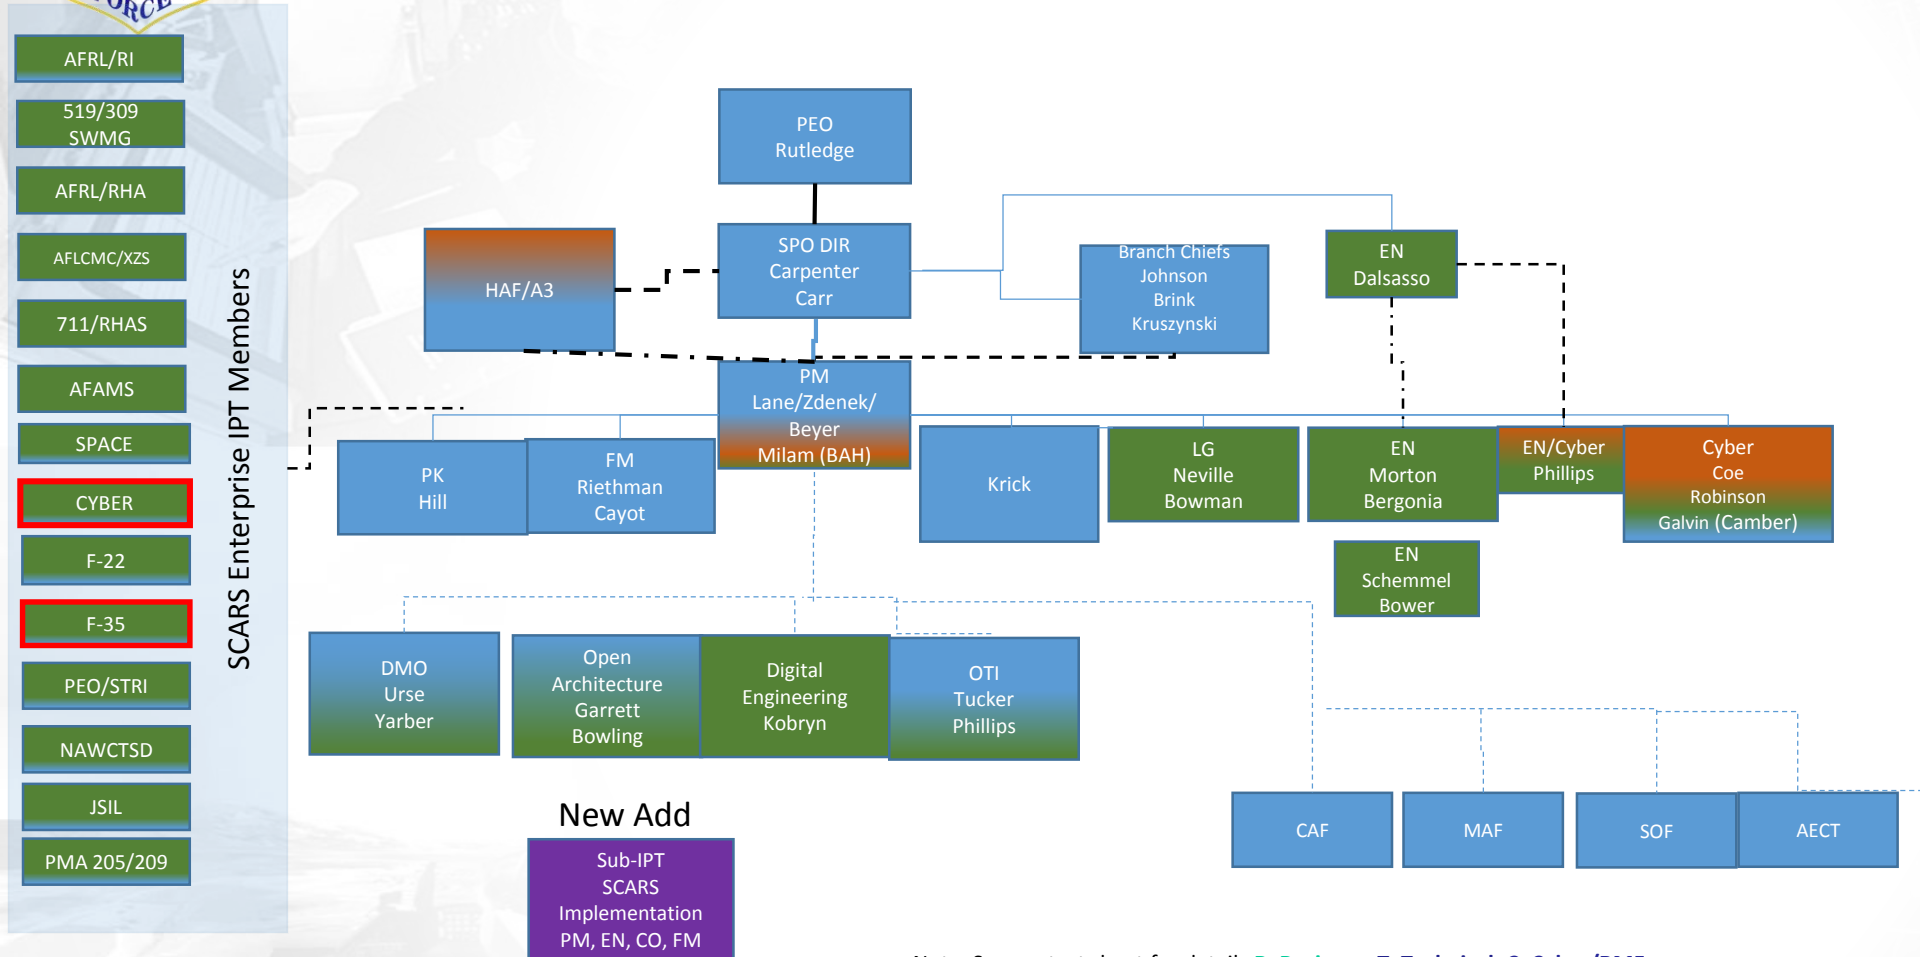 FORCE
AFRL/RI
519/309
SWMG
AFRL/RHA
AFLCMC/XZS
711/RHAS
AFAMS
SPACE
CYBER
F-22
F-35
PEO/STRI
NAWCTSD
JSIL
PMA 205/209
SCARS Enterprise IPT Members
PEO
Rutledge
SPO DIR
Carpenter
Carr
HAF/A3
Branch Chiefs
Johnson
Brink
Kruszynski
EN
Dalsasso
PM
Lane/Zdenek/
Beyer
Milam (BAH)
PK
Hill
FM
Riethman
Cayot
Krick
LG
Neville
Bowman
EN
Morton
Bergonia
EN/Cyber
Phillips
Cyber
Coe
Robinson
Galvin (Camber)
EN
Schemmel
Bower
DMO
Urse
Yarber
Open
Architecture
Garrett
Bowling
Digital
Engineering
Kobryn
OTI
Tucker
Phillips
CAF
MAF
SOF
AECT
New Add
Sub-IPT
SCARS
Implementation
PM, EN, CO, FM